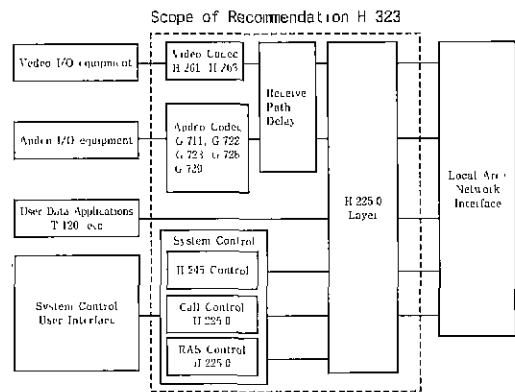 Scope of Recommendation H 323
Video I/O equipment
Video Codec
H 261 H 263
Receive
Path
Delay
Audio I/O equipment
Audio Codec
G 711, G 722
G 723 G 728
G 729
User Data Applications
T 120 etc
H 225 0
Layer
Local Area
Network
Interface
System Control
H 245 Control
System Control
User Interface
Call Control
H 225 0
RAS Control
H 225 0